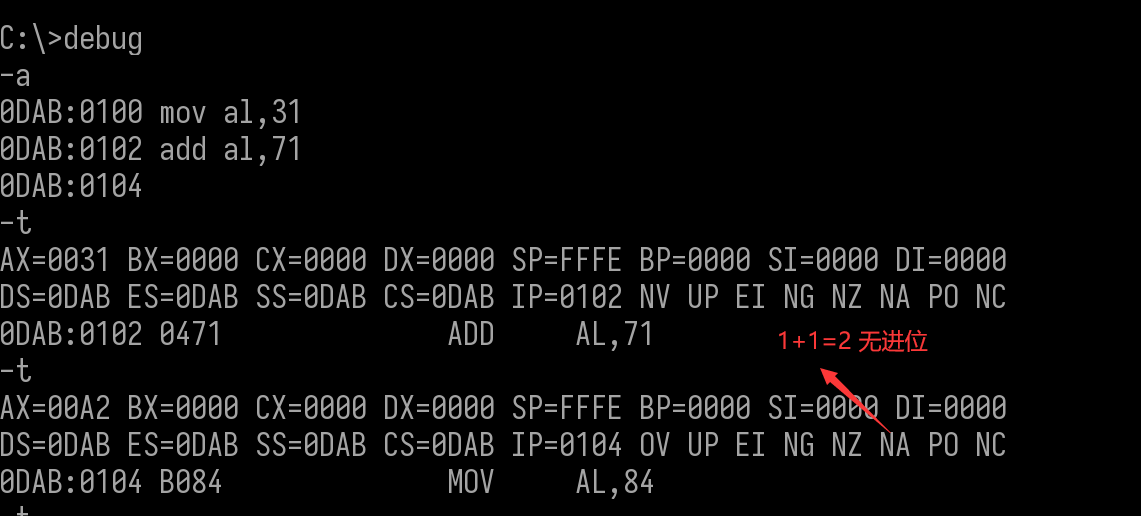 C:\>debug
-a
0DAB:0100 mov al,31
0DAB:0102 add al,71
0DAB:0104
-t
AX=0031 BX=0000 CX=0000 DX=0000 SP=FFFE BP=0000 SI=0000 DI=0000
DS=0DAB ES=0DAB SS=0DAB CS=0DAB IP=0102 NV UP EI NG NZ NA PO NC
0DAB:0102 0471 ADD AL,71
1+1=2 无进位
-t
AX=00A2 BX=0000 CX=0000 DX=0000 SP=FFFE BP=0000 SI=0000 DI=0000
DS=0DAB ES=0DAB SS=0DAB CS=0DAB IP=0104 OV UP EI NG NZ NA PO NC
0DAB:0104 B084 MOV AL,84
-t